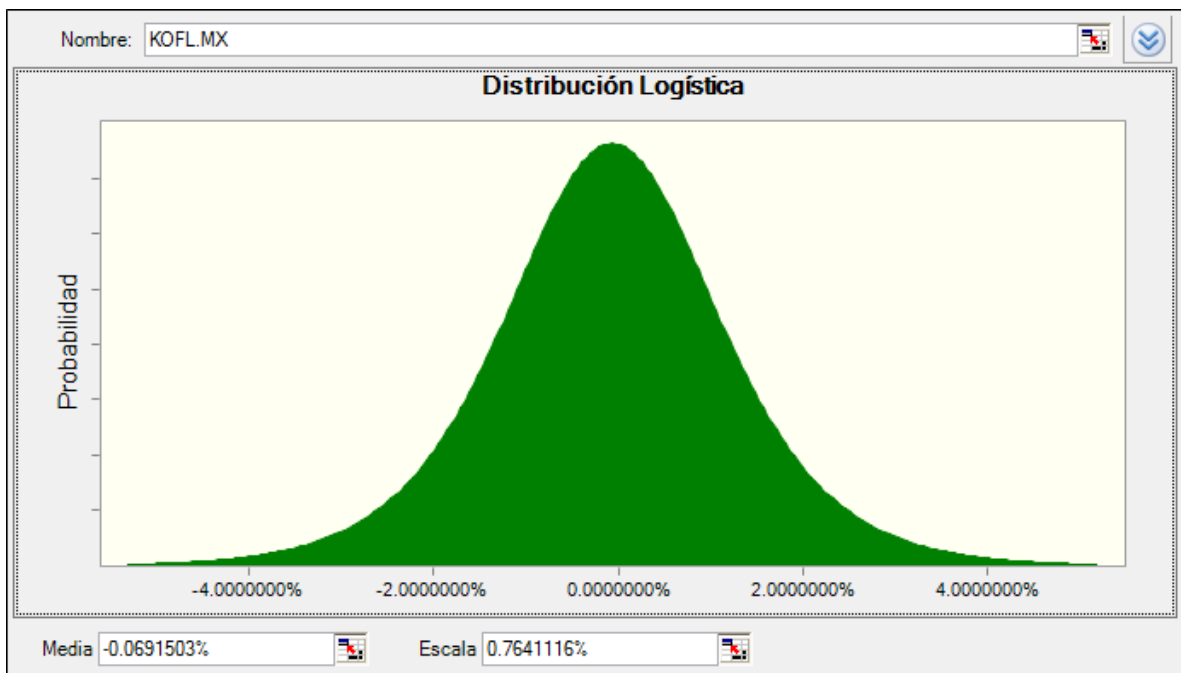 Nombre: KOFL.MX
Distribución Logística
Probabilidad
-4.0000000% -2.0000000% 0.00000000% 2.0000000% 4.0000000%
Media -0.0691503% Escala 0.7641116%